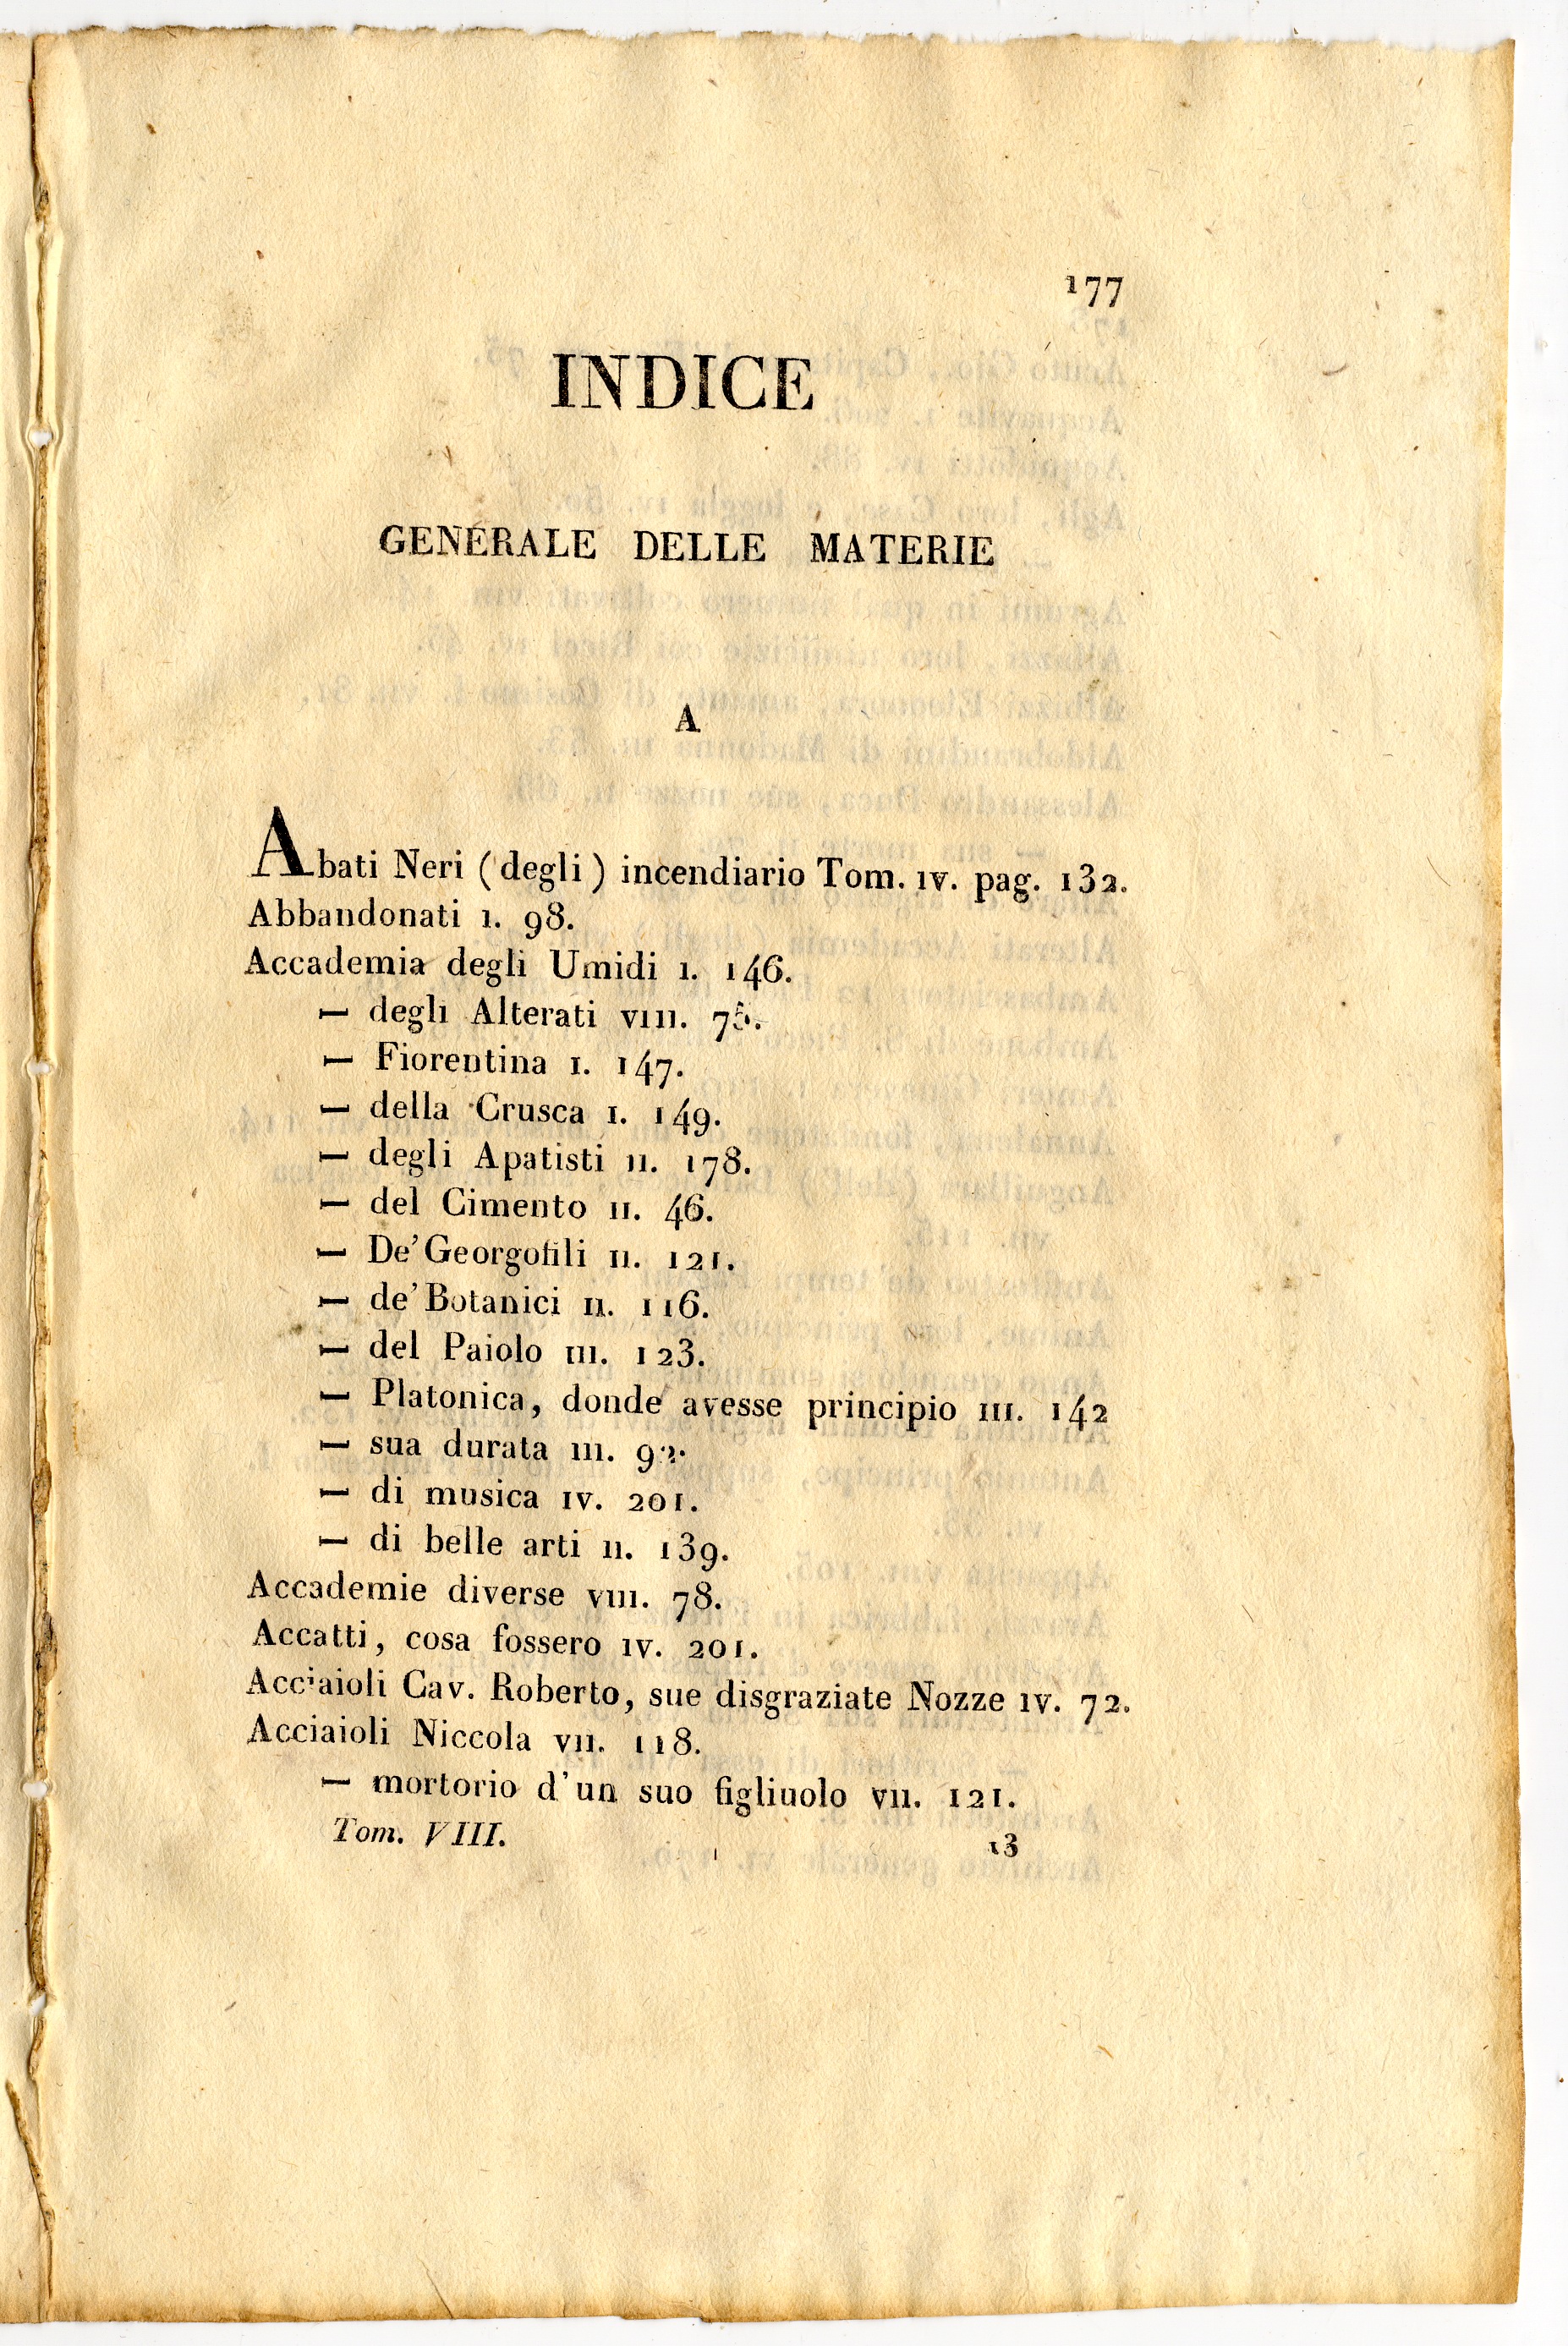 177
INDICE
GENERALE DELLE MATERIE
A
Abati Neri (degli) incendiario Tom. IV. pag. 132.
Abbandonati I. 98.
Accademia degli Umidi I. 146.
— degli Alterati VIII. 75.
— Fiorentina I. 147.
— della Crusca I. 149.
— degli Apatisti II. 178.
— del Cimento II. 46.
— De'Georgofili II. 121.
— de'Botanici II. 116.
— del Paiolo III. 123.
— Platonica, donde avesse principio III. 142
— sua durata III. 92.
— di musica IV. 201.
— di belle arti II. 139.
Accademie diverse VIII. 78.
Accatti, cosa fossero IV. 201.
Acciaioli Cav. Roberto, sue disgraziate Nozze IV. 72.
Acciaioli Niccola VII. 118.
— mortorio d'un suo figliuolo VII. 121.
Tom. VIII. 13